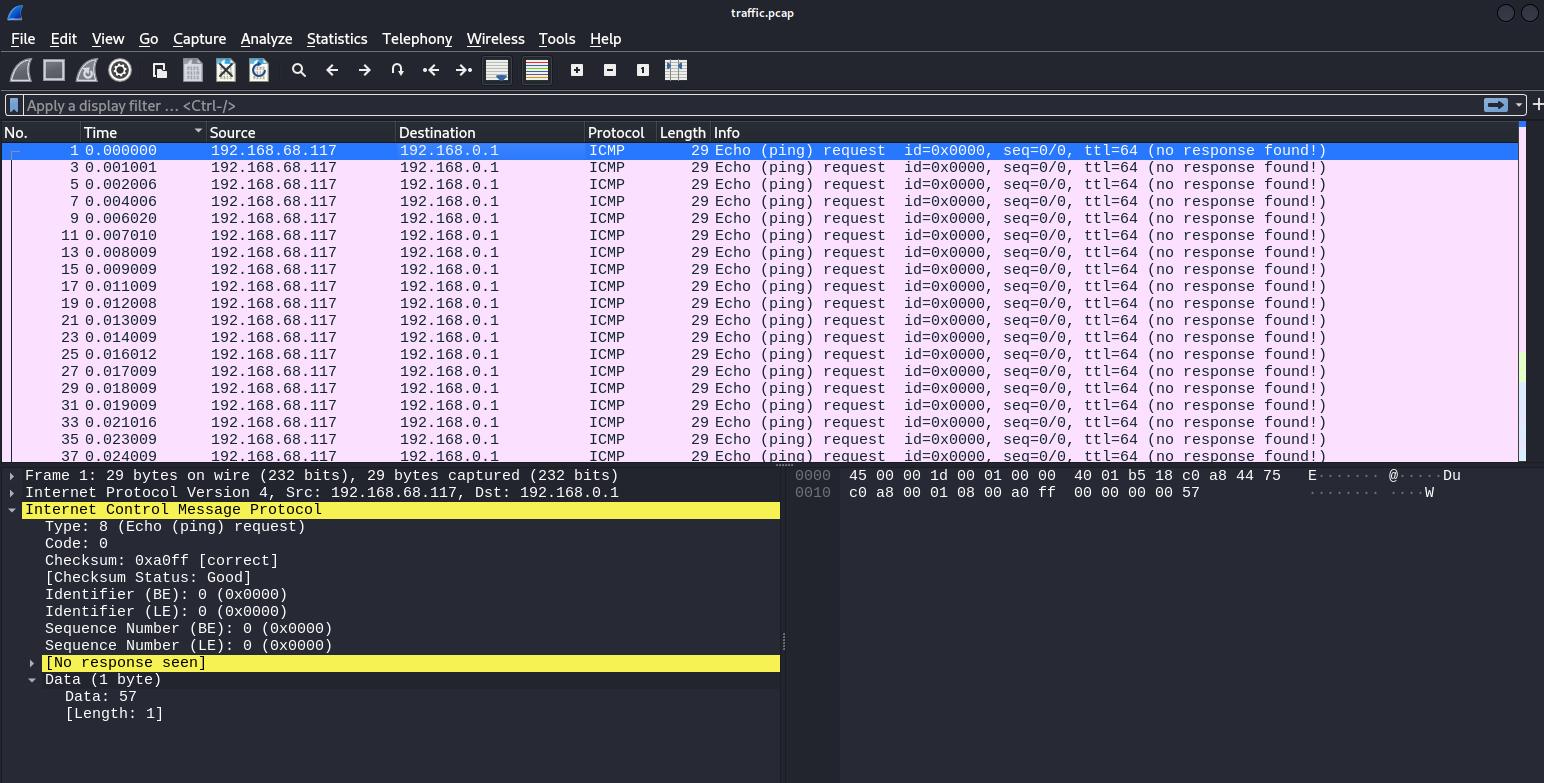 traffic.pcap
File Edit View Go Capture Analyze Statistics Telephony Wireless Tools Help
Apply a display filter … <Ctrl-/>
No. Time Source Destination Protocol Length Info
1 0.000000 192.168.68.117 192.168.0.1 ICMP 29 Echo (ping) request id=0x0000, seq=0/0, ttl=64 (no response found!)
3 0.001001 192.168.68.117 192.168.0.1 ICMP 29 Echo (ping) request id=0x0000, seq=0/0, ttl=64 (no response found!)
5 0.002006 192.168.68.117 192.168.0.1 ICMP 29 Echo (ping) request id=0x0000, seq=0/0, ttl=64 (no response found!)
7 0.004006 192.168.68.117 192.168.0.1 ICMP 29 Echo (ping) request id=0x0000, seq=0/0, ttl=64 (no response found!)
9 0.006020 192.168.68.117 192.168.0.1 ICMP 29 Echo (ping) request id=0x0000, seq=0/0, ttl=64 (no response found!)
11 0.007010 192.168.68.117 192.168.0.1 ICMP 29 Echo (ping) request id=0x0000, seq=0/0, ttl=64 (no response found!)
13 0.008009 192.168.68.117 192.168.0.1 ICMP 29 Echo (ping) request id=0x0000, seq=0/0, ttl=64 (no response found!)
15 0.009009 192.168.68.117 192.168.0.1 ICMP 29 Echo (ping) request id=0x0000, seq=0/0, ttl=64 (no response found!)
17 0.011009 192.168.68.117 192.168.0.1 ICMP 29 Echo (ping) request id=0x0000, seq=0/0, ttl=64 (no response found!)
19 0.012008 192.168.68.117 192.168.0.1 ICMP 29 Echo (ping) request id=0x0000, seq=0/0, ttl=64 (no response found!)
21 0.013009 192.168.68.117 192.168.0.1 ICMP 29 Echo (ping) request id=0x0000, seq=0/0, ttl=64 (no response found!)
23 0.014009 192.168.68.117 192.168.0.1 ICMP 29 Echo (ping) request id=0x0000, seq=0/0, ttl=64 (no response found!)
25 0.016012 192.168.68.117 192.168.0.1 ICMP 29 Echo (ping) request id=0x0000, seq=0/0, ttl=64 (no response found!)
27 0.017009 192.168.68.117 192.168.0.1 ICMP 29 Echo (ping) request id=0x0000, seq=0/0, ttl=64 (no response found!)
29 0.018009 192.168.68.117 192.168.0.1 ICMP 29 Echo (ping) request id=0x0000, seq=0/0, ttl=64 (no response found!)
31 0.019009 192.168.68.117 192.168.0.1 ICMP 29 Echo (ping) request id=0x0000, seq=0/0, ttl=64 (no response found!)
33 0.021016 192.168.68.117 192.168.0.1 ICMP 29 Echo (ping) request id=0x0000, seq=0/0, ttl=64 (no response found!)
35 0.023009 192.168.68.117 192.168.0.1 ICMP 29 Echo (ping) request id=0x0000, seq=0/0, ttl=64 (no response found!)
37 0.024009 192.168.68.117 192.168.0.1 ICMP 29 Echo (ping) request id=0x0000, seq=0/0, ttl=64 (no response found!)
Frame 1: 29 bytes on wire (232 bits), 29 bytes captured (232 bits)
Internet Protocol Version 4, Src: 192.168.68.117, Dst: 192.168.0.1
Internet Control Message Protocol
Type: 8 (Echo (ping) request)
Code: 0
Checksum: 0xa0ff [correct]
[Checksum Status: Good]
Identifier (BE): 0 (0x0000)
Identifier (LE): 0 (0x0000)
Sequence Number (BE): 0 (0x0000)
Sequence Number (LE): 0 (0x0000)
[No response seen]
Data (1 byte)
Data: 57
[Length: 1]
0000 45 00 00 1d 00 01 00 00 40 01 b5 18 c0 a8 44 75 E······· @·····Du
0010 c0 a8 00 01 08 00 a0 ff 00 00 00 00 57 ········ ····W